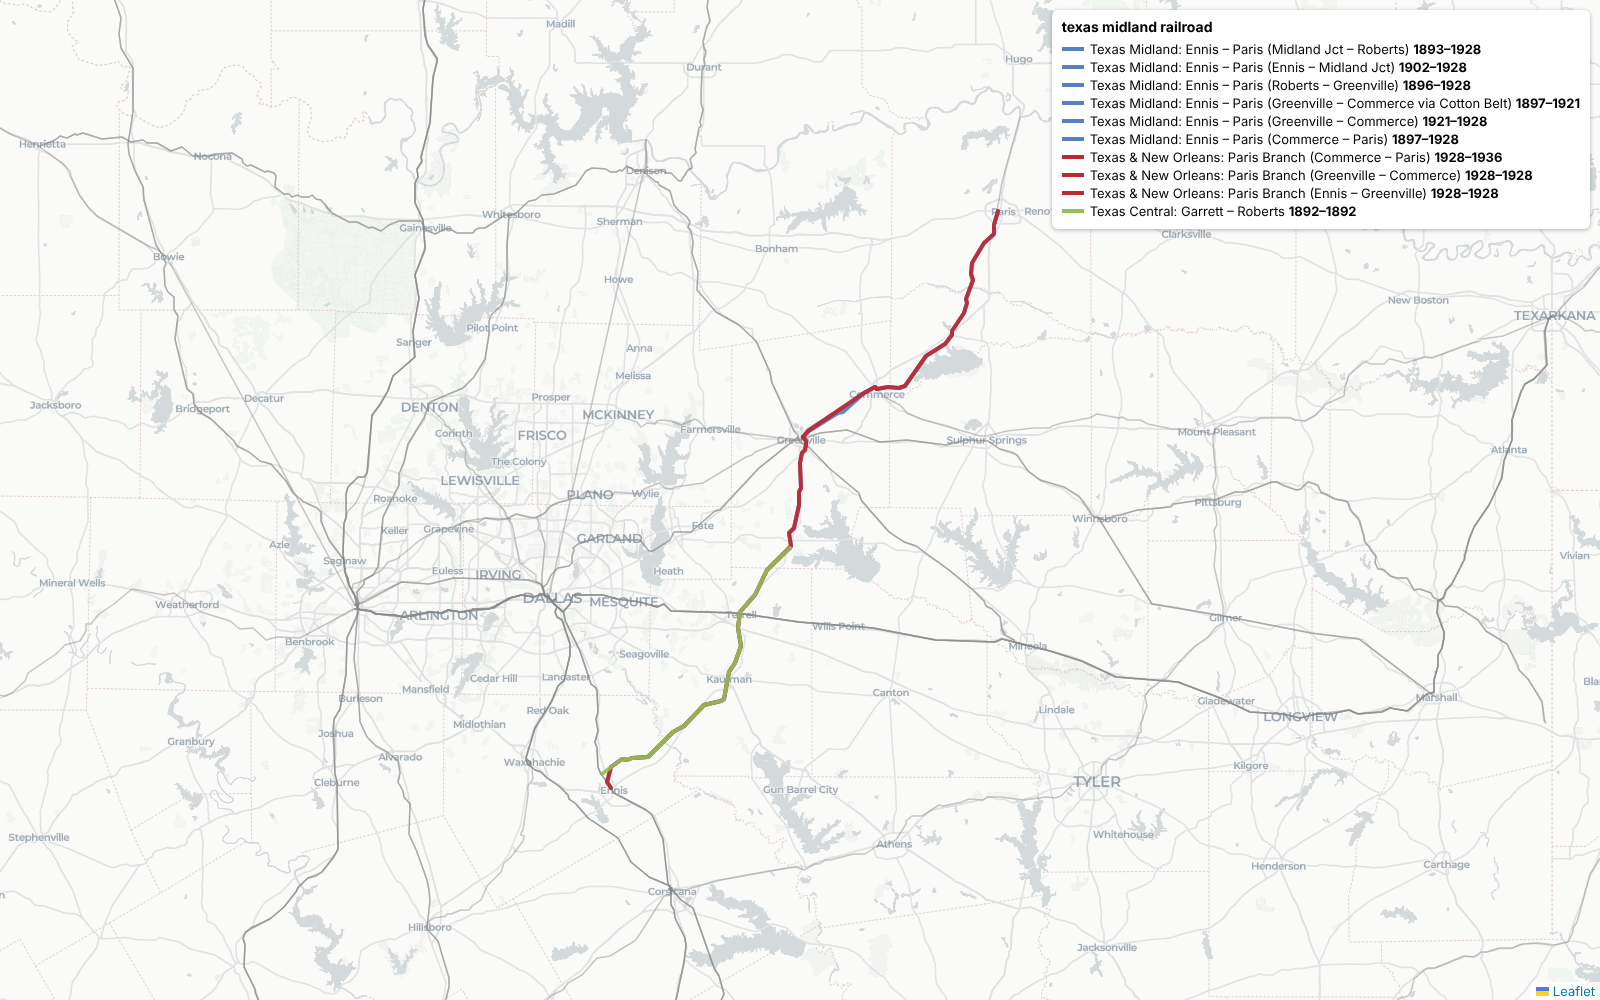 texas midland railroad
Texas Midland: Ennis – Paris (Midland Jct – Roberts) 1893–1928
Texas Midland: Ennis – Paris (Ennis – Midland Jct) 1902–1928
Texas Midland: Ennis – Paris (Roberts – Greenville) 1896–1928
Texas Midland: Ennis – Paris (Greenville – Commerce via Cotton Belt) 1897–1921
Texas Midland: Ennis – Paris (Greenville – Commerce) 1921–1928
Texas Midland: Ennis – Paris (Commerce – Paris) 1897–1928
Texas & New Orleans: Paris Branch (Commerce – Paris) 1928–1936
Texas & New Orleans: Paris Branch (Greenville – Commerce) 1928–1928
Texas & New Orleans: Paris Branch (Ennis – Greenville) 1928–1928
Texas Central: Garrett – Roberts 1892–1892
Madill
Hugo
Durant
Henrietta
Nocona
Denison
Whitesboro
Sherman
Gainesville
Paris
Reno
Clarksville
Bonham
Bowie
Howe
New Boston
TEXARKANA
Pilot Point
Sanger
Anna
Melissa
Decatur
Prosper
Commerce
Jacksboro
Bridgeport
DENTON
MCKINNEY
Corinth
FRISCO
Farmersville
Greenville
Sulphur Springs
Mount Pleasant
Atlanta
The Colony
LEWISVILLE
Roanoke
PLANO
Wylie
Pittsburg
Winnsboro
Keller
Grapevine
Fate
GARLAND
Azle
Saginaw
Vivian
Euless
IRVING
Heath
Mineral Wells
Weatherford
ARLINGTON
DALLAS
MESQUITE
Terrell
Wills Point
Gilmer
Benbrook
Seagoville
Mineola
Cedar Hill
Lancaster
Kaufman
Mansfield
Canton
Burleson
Red Oak
Lindale
Gladewater
Marshall
Midlothian
LONGVIEW
Joshua
Granbury
Alvarado
Waxahachie
Kilgore
Cleburne
Ennis
Gun Barrel City
TYLER
Stephenville
Whitehouse
Athens
Henderson
Carthage
Corsicana
Hillsboro
Jacksonville
Leaflet